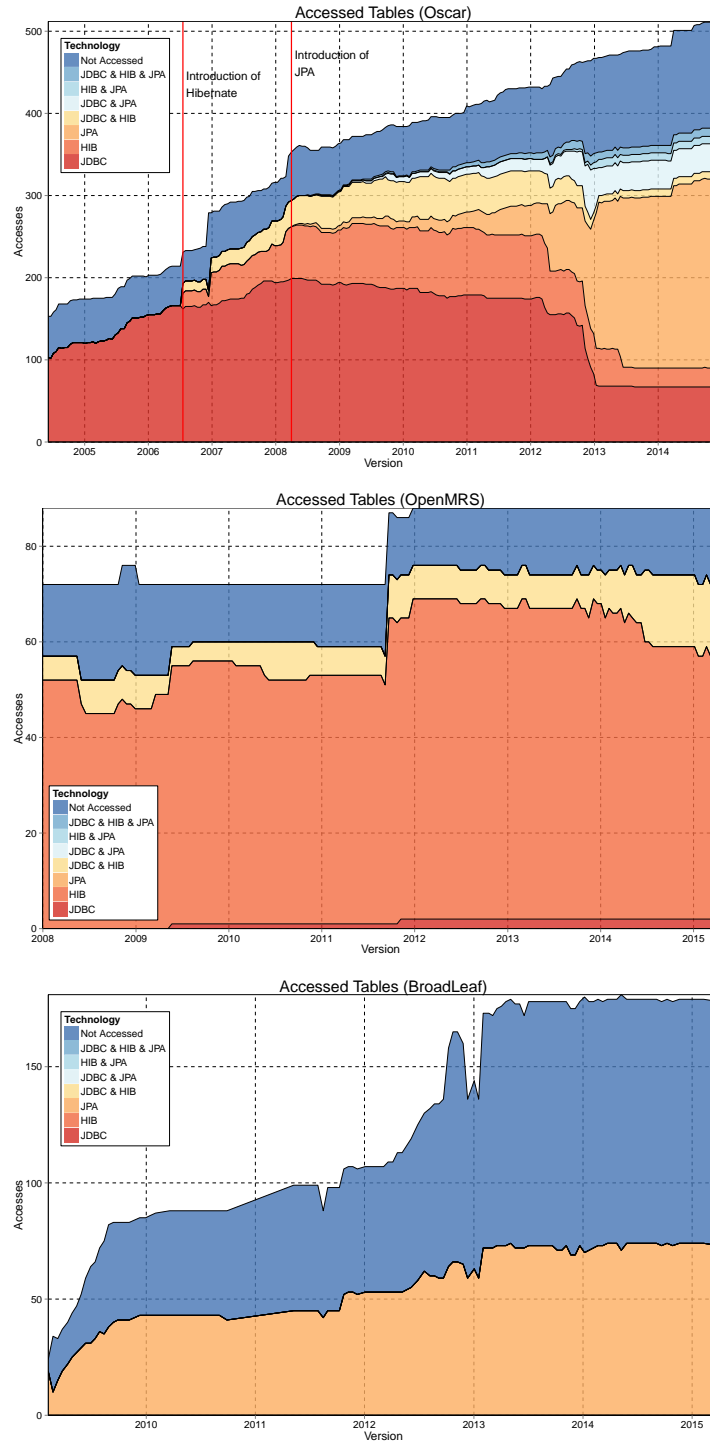 Accessed Tables (Oscar)
Technology
Not Accessed
JDBC & HIB & JPA
HIB & JPA
JDBC & JPA
JDBC & HIB
JPA
HIB
JDBC
Introduction of
Hibernate
Introduction of
JPA
Accesses
500
400
300
200
100
0
2005 2006 2007 2008 2009 2010 2011 2012 2013 2014
Version
Accessed Tables (OpenMRS)
Accesses
80
60
40
20
0
Technology
Not Accessed
JDBC & HIB & JPA
HIB & JPA
JDBC & JPA
JDBC & HIB
JPA
HIB
JDBC
2008 2009 2010 2011 2012 2013 2014 2015
Version
Accessed Tables (BroadLeaf)
Technology
Not Accessed
JDBC & HIB & JPA
HIB & JPA
JDBC & JPA
JDBC & HIB
JPA
HIB
JDBC
Accesses
150
100
50
0
2010 2011 2012 2013 2014 2015
Version